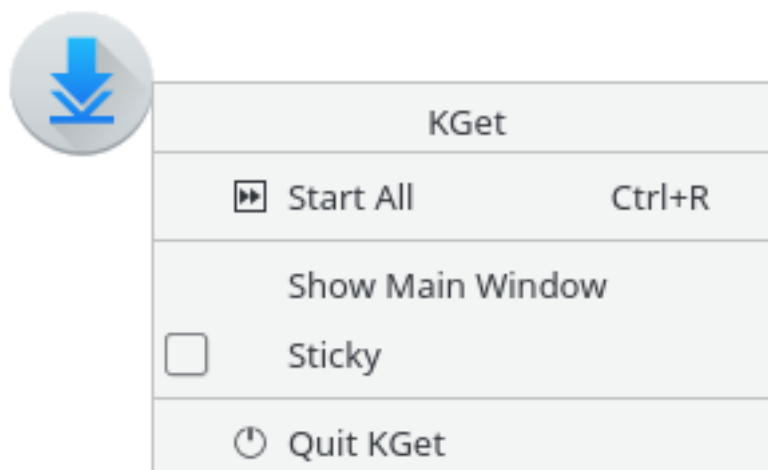 KGet
Start All Ctrl+R
Show Main Window
Sticky
Quit KGet